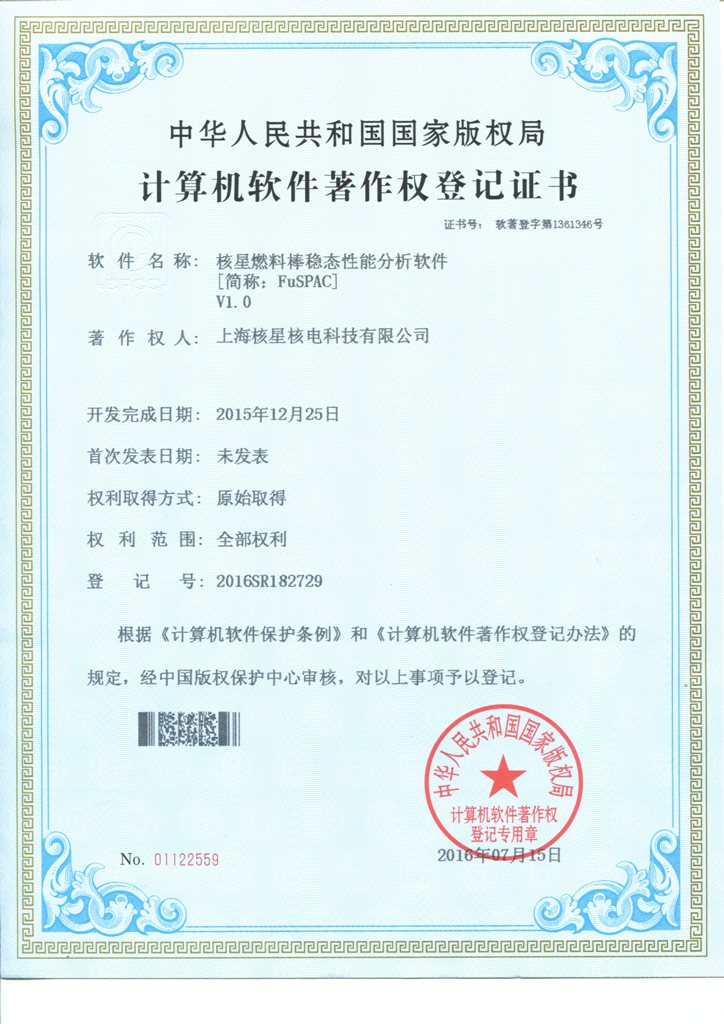 中华人民共和国国家版权局
计算机软件著作权登记证书
证书号： 软著登字第1361346号
软 件 名 称： 核星燃料棒稳态性能分析软件
[简称：FuSPAC]
V1.0
著 作 权 人： 上海核星核电科技有限公司
开发完成日期： 2015年12月25日
首次发表日期： 未发表
权利取得方式： 原始取得
权 利 范 围： 全部权利
登 记 号： 2016SR182729
根据《计算机软件保护条例》和《计算机软件著作权登记办法》的
规定，经中国版权保护中心审核，对以上事项予以登记。
中华人民共和国国家版权局
计算机软件著作权
登记专用章
No. 01122559
2016年07月15日